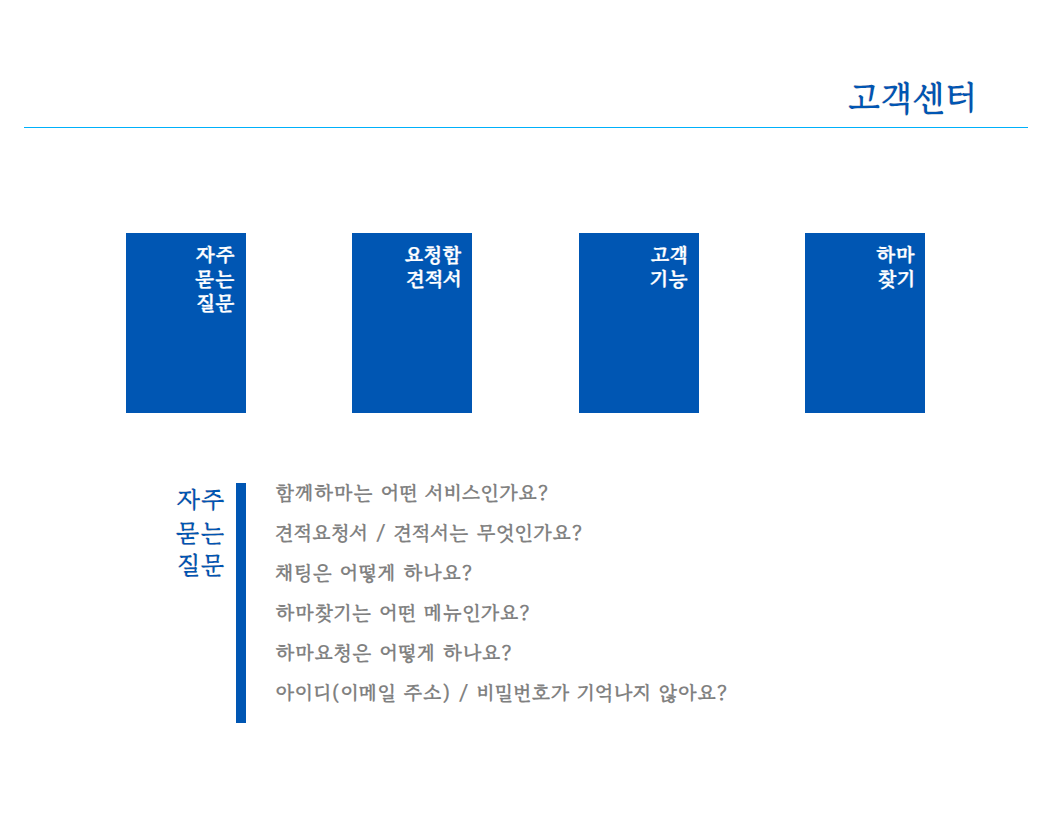 고객센터
자주
묻는
질문
요청함
견적서
고객
기능
하마
찾기
자주
묻는
질문
함께하마는 어떤 서비스인가요?
견적요청서 / 견적서는 무엇인가요?
채팅은 어떻게 하나요?
하마찾기는 어떤 메뉴인가요?
하마요청은 어떻게 하나요?
아이디(이메일 주소) / 비밀번호가 기억나지 않아요?